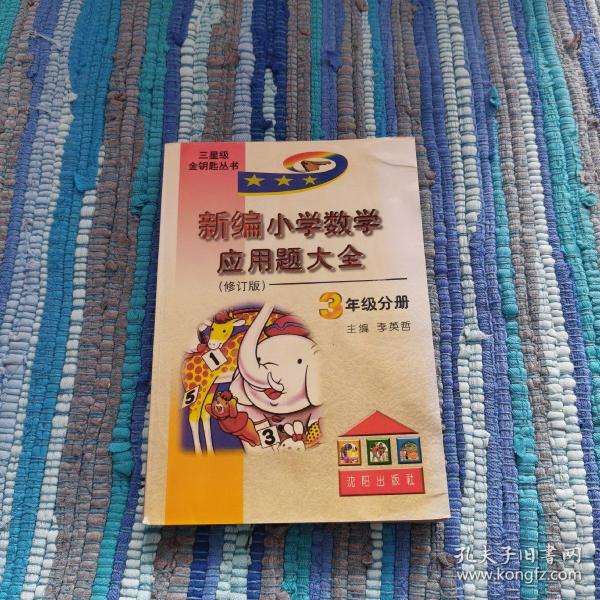 三星级
金钥匙丛书
新编小学数学
应用题大全
(修订版)
3年级分册
主编 李英哲
1
5
3
沈阳出版社
孔夫子旧书网
www.kongfz.com